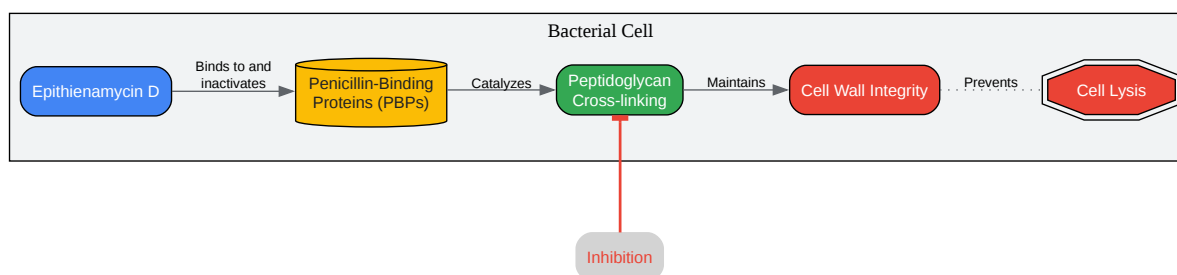 Bacterial Cell
Epithienamycin D
Binds to and
inactivates
Penicillin-Binding
Proteins (PBPs)
Catalyzes
Peptidoglycan
Cross-linking
Maintains
Cell Wall Integrity
Prevents
Cell Lysis
Inhibition